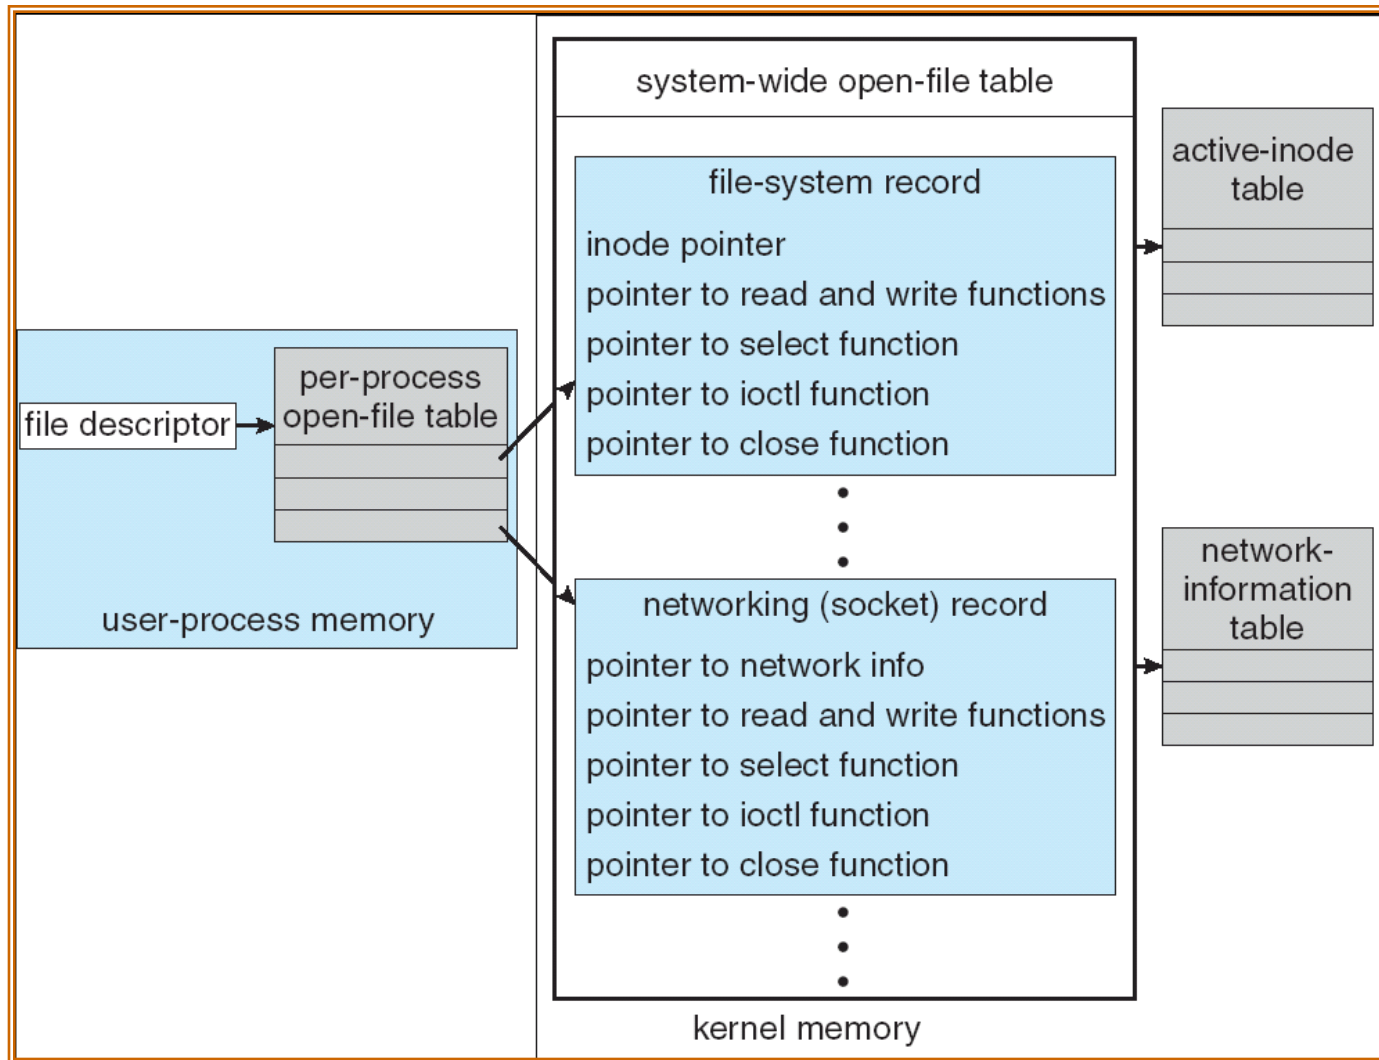 file descriptor
per-process
open-file table
user-process memory
system-wide open-file table
file-system record
inode pointer
pointer to read and write functions
pointer to select function
pointer to ioctl function
pointer to close function
networking (socket) record
pointer to network info
pointer to read and write functions
pointer to select function
pointer to ioctl function
pointer to close function
kernel memory
active-inode
table
network-
information
table